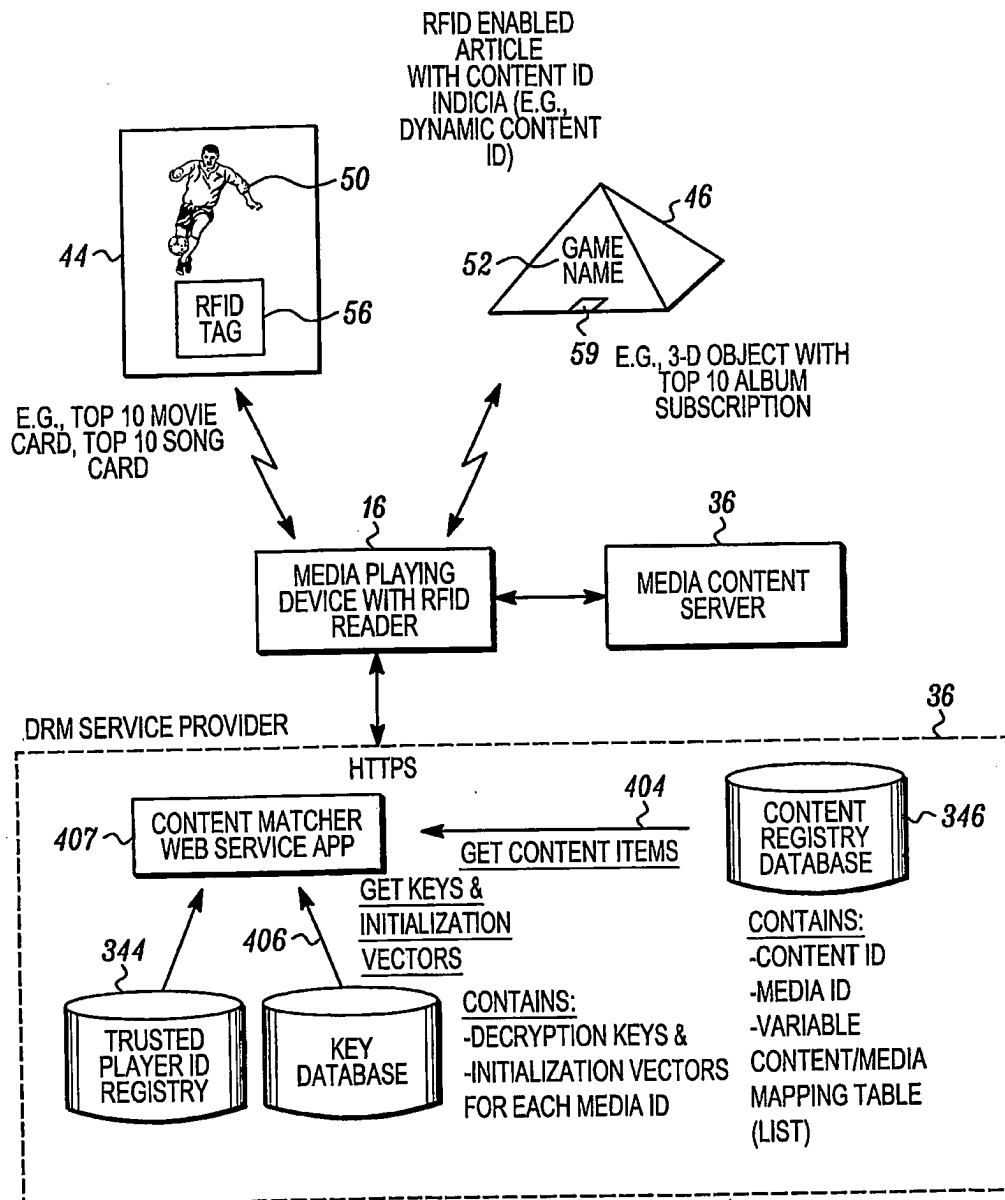 RFID ENABLED
ARTICLE
WITH CONTENT ID
INDICIA (E.G.,
DYNAMIC CONTENT
ID)
50
44
RFID
TAG
56
46
52
GAME
NAME
59
E.G., 3-D OBJECT WITH
TOP 10 ALBUM
SUBSCRIPTION
E.G., TOP 10 MOVIE
CARD, TOP 10 SONG
CARD
16
MEDIA PLAYING
DEVICE WITH RFID
READER
36
MEDIA CONTENT
SERVER
DRM SERVICE PROVIDER
36
HTTPS
407
CONTENT MATCHER
WEB SERVICE APP
404
GET CONTENT ITEMS
CONTENT
REGISTRY
DATABASE
346
GET KEYS &
INITIALIZATION
VECTORS
406
344
TRUSTED
PLAYER ID
REGISTRY
KEY
DATABASE
CONTAINS:
-DECRYPTION KEYS &
-INITIALIZATION VECTORS
FOR EACH MEDIA ID
CONTAINS:
-CONTENT ID
-MEDIA ID
-VARIABLE
CONTENT/MEDIA
MAPPING TABLE
(LIST)